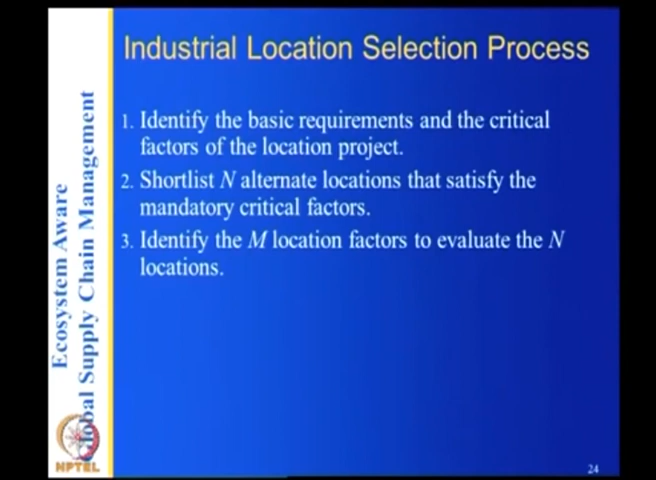 Industrial Location Selection Process
1. Identify the basic requirements and the critical
factors of the location project.
2. Shortlist N alternate locations that satisfy the
mandatory critical factors.
3. Identify the M location factors to evaluate the N
locations.
Ecosystem Aware
Global Supply Chain Management
NPTEL
24